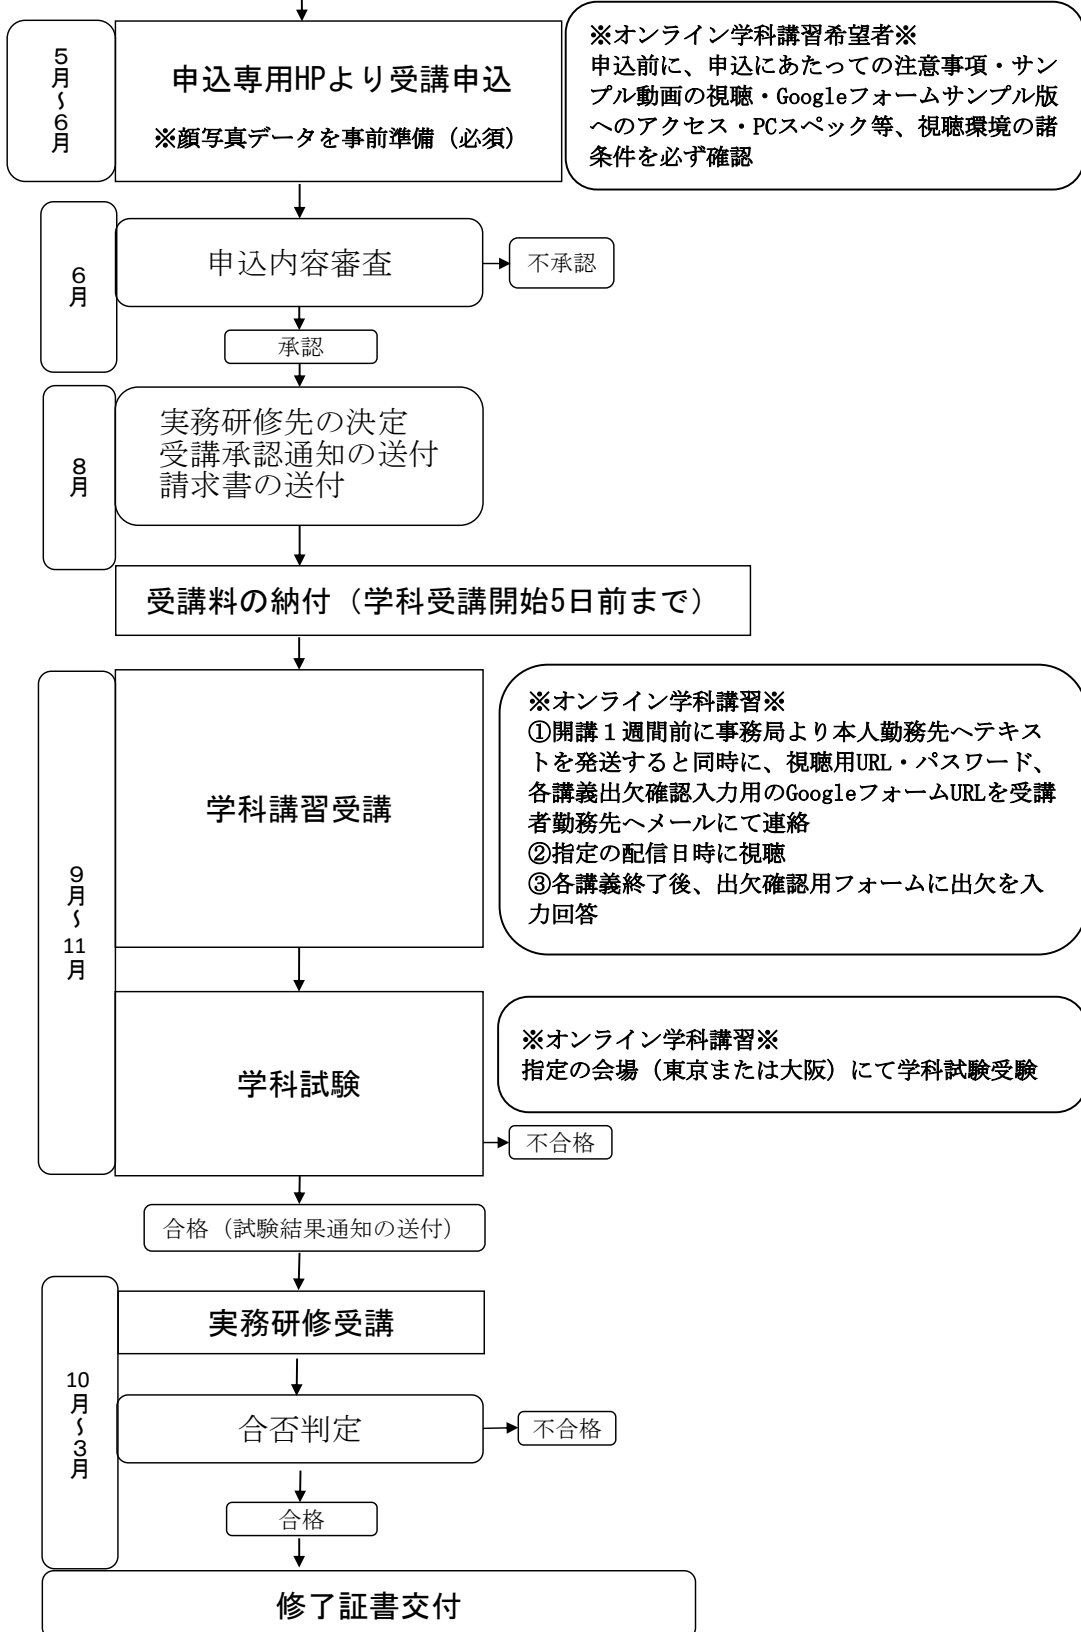 5月～6月
申込専用HPより受講申込
※顔写真データを事前準備（必須）
※オンライン学科講習希望者※
申込前に、申込にあたっての注意事項・サン
プル動画の視聴・Googleフォームサンプル版
へのアクセス・PCスペック等、視聴環境の諸
条件を必ず確認
6月
申込内容審査
不承認
承認
8月
実務研修先の決定
受講承認通知の送付
請求書の送付
受講料の納付（学科受講開始5日前まで）
9月～11月
学科講習受講
※オンライン学科講習※
①開講１週間前に事務局より本人勤務先へテキス
トを発送すると同時に、視聴用URL・パスワード、
各講義出欠確認入力用のGoogleフォームURLを受講
者勤務先へメールにて連絡
②指定の配信日時に視聴
③各講義終了後、出欠確認用フォームに出欠を入
力回答
学科試験
※オンライン学科講習※
指定の会場（東京または大阪）にて学科試験受験
不合格
合格（試験結果通知の送付）
10月～3月
実務研修受講
合否判定
不合格
合格
修了証書交付